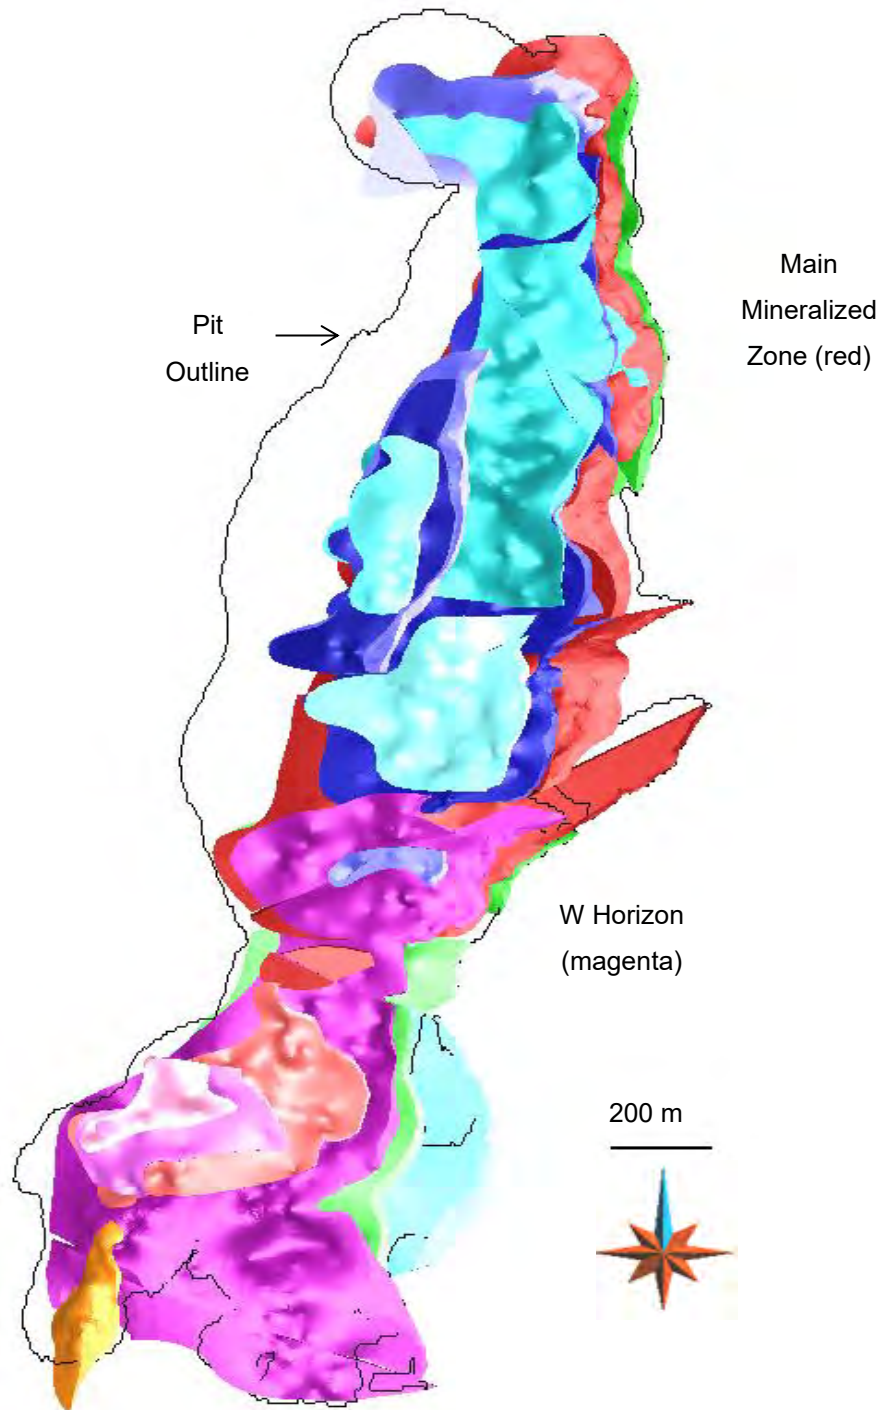 Main
Mineralized
Zone (red)
Pit
Outline
W Horizon
(magenta)
200 m